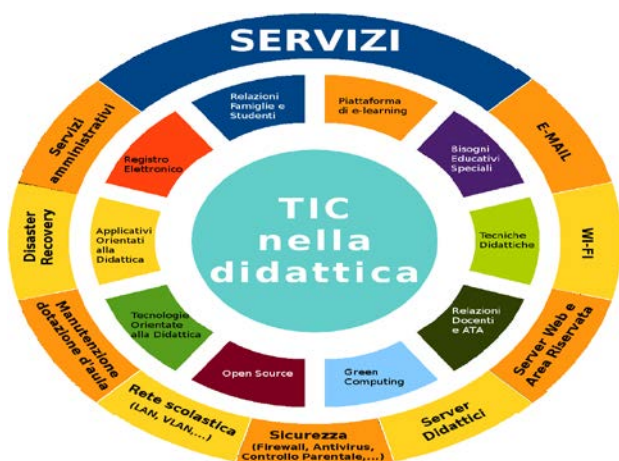 SERVIZI
E-MAIL
WI-FI
Server Web e
Area Riservata
Server
Didattici
Sicurezza
(Firewall, Antivirus,
Controllo Parentale,...)
Rete scolastica
(LAN, VLAN,...)
Manutenzione
dotazione d'aula
Disaster
Recovery
Servizi
amministrativi
Relazioni
Famiglie e
Studenti
Piattaforma
di e-learning
Bisogni
Educativi
Speciali
Tecniche
Didattiche
Relazioni
Docenti
e ATA
Green
Computing
Open Source
Tecnologie
Orientate
alla Didattica
Applicativi
Orientati
alla
Didattica
Registro
Elettronico
TIC
nella
didattica